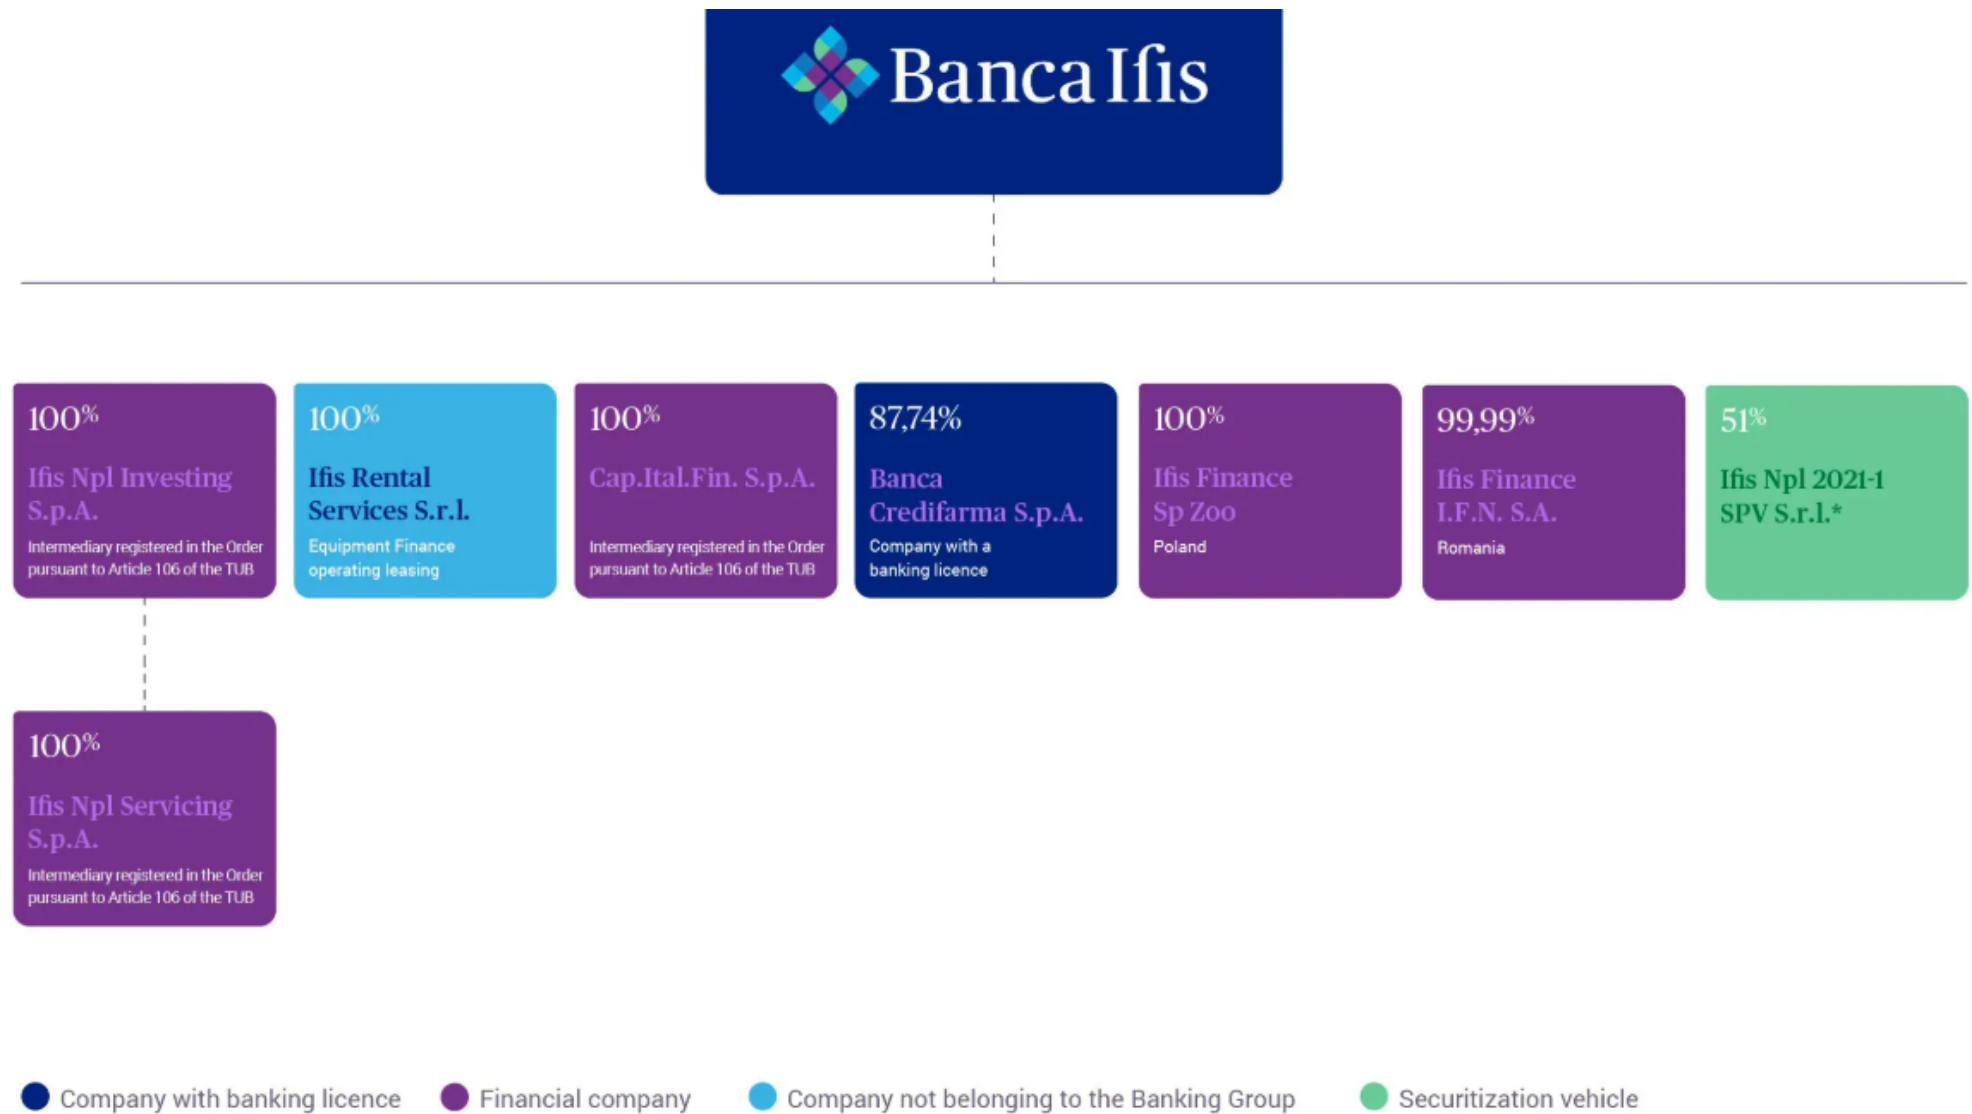 Banca Ifis
100%
Ifis Npl Investing
S.p.A.
Intermediary registered in the Order
pursuant to Article 106 of the TUB
100%
Ifis Rental
Services S.r.l.
Equipment Finance
operating leasing
100%
Cap.Ital.Fin. S.p.A.
Intermediary registered in the Order
pursuant to Article 106 of the TUB
87,74%
Banca
Credifarma S.p.A.
Company with a
banking licence
100%
Ifis Finance
Sp Zoo
Poland
99,99%
Ifis Finance
I.F.N. S.A.
Romania
51%
Ifis Npl 2021-1
SPV S.r.l.*
100%
Ifis Npl Servicing
S.p.A.
Intermediary registered in the Order
pursuant to Article 106 of the TUB
Company with banking licence
Financial company
Company not belonging to the Banking Group
Securitization vehicle